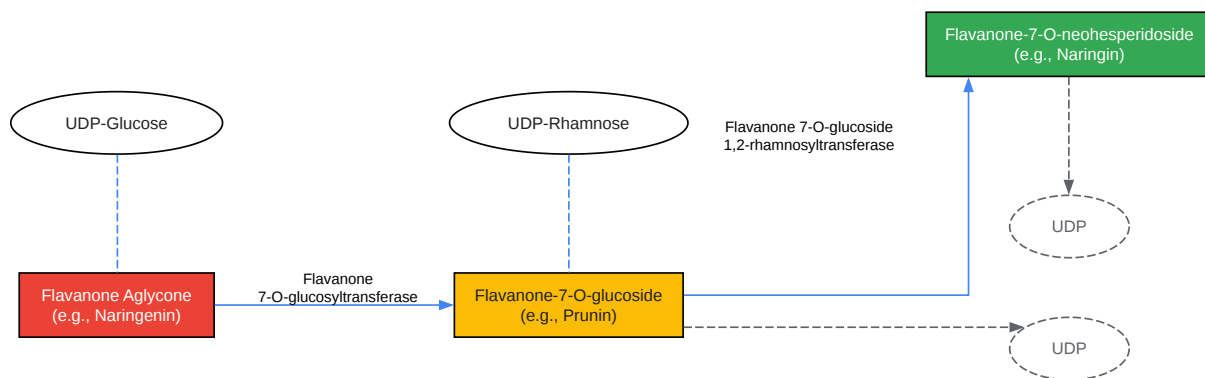 Flavanone-7-O-neohesperidoside
(e.g., Naringin)
UDP-Glucose
UDP-Rhamnose
Flavanone 7-O-glucoside
1,2-rhamnosyltransferase
UDP
Flavanone Aglycone
(e.g., Naringenin)
Flavanone
7-O-glucosyltransferase
Flavanone-7-O-glucoside
(e.g., Prunin)
UDP